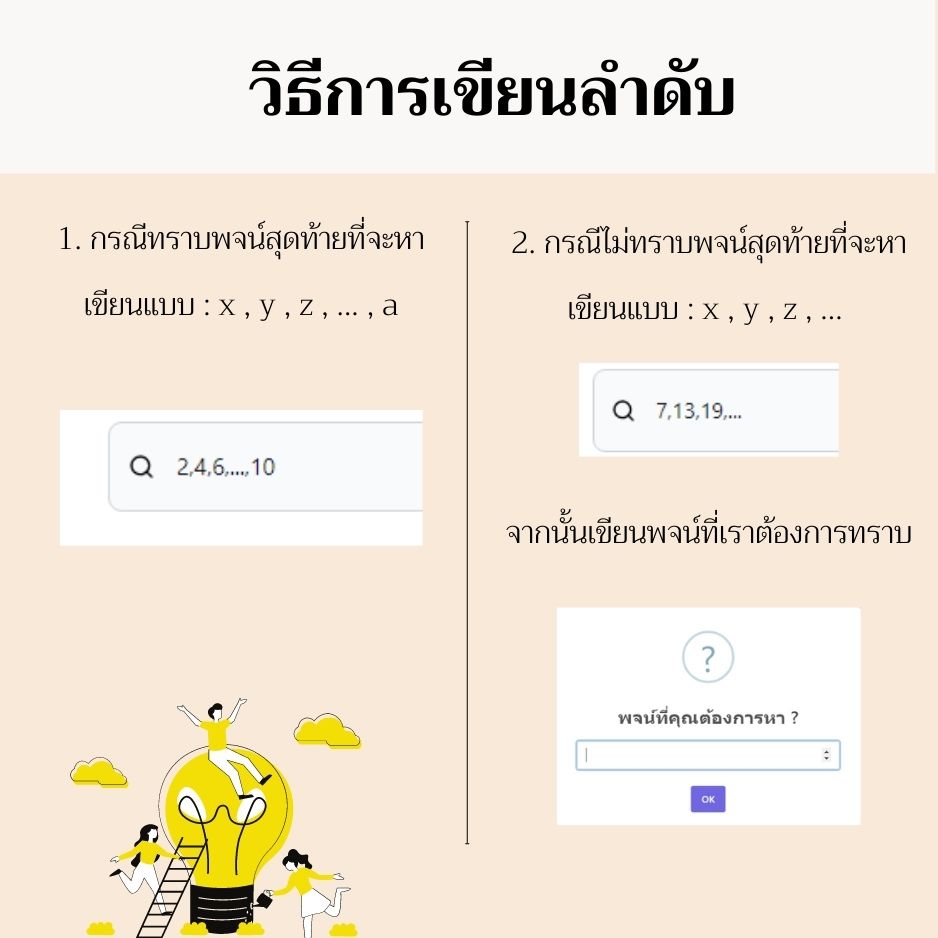 วิธีการเขียนลำดับ
1. กรณีทราบพจน์สุดท้ายที่จะหา
เขียนแบบ : x , y , z , ... , a
2,4,6,...,10
2. กรณีไม่ทราบพจน์สุดท้ายที่จะหา
เขียนแบบ : x , y , z , ...
7,13,19,...
จากนั้นเขียนพจน์ที่เราต้องการทราบ
?
พจน์ที่คุณต้องการหา ?
OK